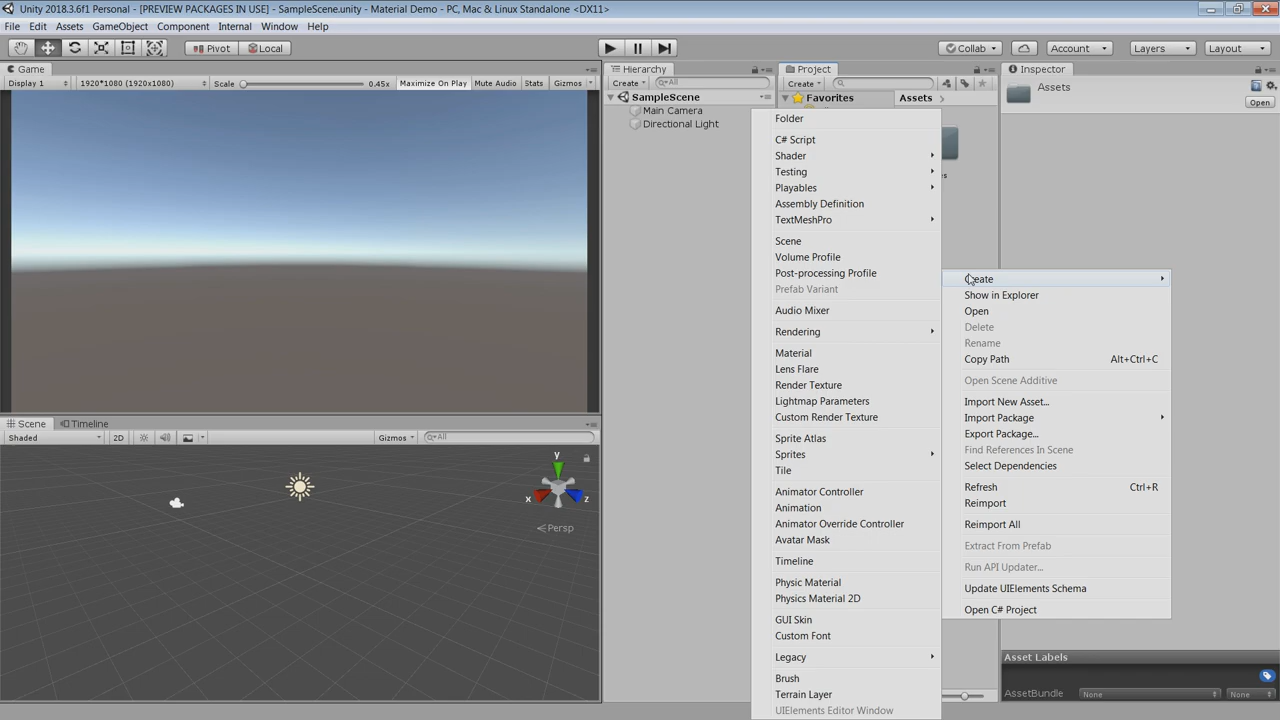 Unity 2018.3.6f1 Personal - [PREVIEW PACKAGES IN USE] - SampleScene.unity - Material Demo - PC, Mac & Linux Standalone <DX11>
File Edit Assets GameObject Component Internal Window Help
Pivot Local Collab Account Layers Layout
Game
Display 1 1920*1080 (1920x1080) Scale 0.45x Maximize On Play Mute Audio Stats Gizmos
Scene Timeline
Shaded 2D Gizmos All
y
x
z
Persp
Hierarchy
Create All
SampleScene
Main Camera
Directional Light
Project
Create
Favorites
Assets
Folder
C# Script
Shader
Testing
Playables
Assembly Definition
TextMeshPro
Scene
Volume Profile
Post-processing Profile
Prefab Variant
Audio Mixer
Rendering
Material
Lens Flare
Render Texture
Lightmap Parameters
Custom Render Texture
Sprite Atlas
Sprites
Tile
Animator Controller
Animation
Animator Override Controller
Avatar Mask
Timeline
Physic Material
Physics Material 2D
GUI Skin
Custom Font
Legacy
Brush
Terrain Layer
UIElements Editor Window
Create
Show in Explorer
Open
Delete
Rename
Copy Path Alt+Ctrl+C
Open Scene Additive
Import New Asset...
Import Package
Export Package...
Find References In Scene
Select Dependencies
Refresh Ctrl+R
Reimport
Reimport All
Extract From Prefab
Run API Updater...
Update UIElements Schema
Open C# Project
Inspector
Assets
Open
Asset Labels
AssetBundle None None